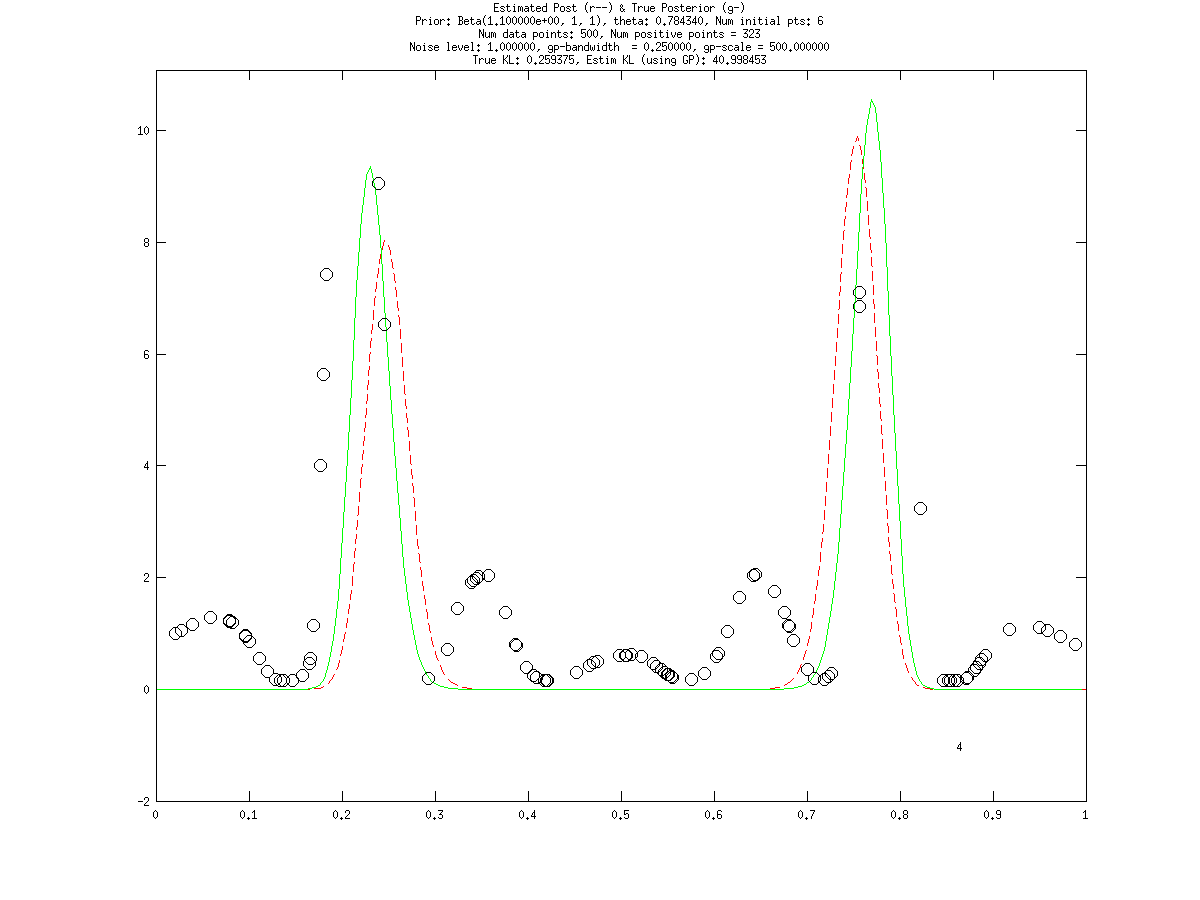 Estimated Post (r--) & True Posterior (g-)
Prior: Beta(1.100000e+00, 1, 1), theta: 0.784340, Num initial pts: 6
Num data points: 500, Num positive points = 323
Noise level: 1.000000, gp-bandwidth  = 0.250000, gp-scale = 500.000000
True KL: 0.259375, Estim KL (using GP): 40.998453
10
8
6
4
2
0
4
-2
0 0.1 0.2 0.3 0.4 0.5 0.6 0.7 0.8 0.9 1